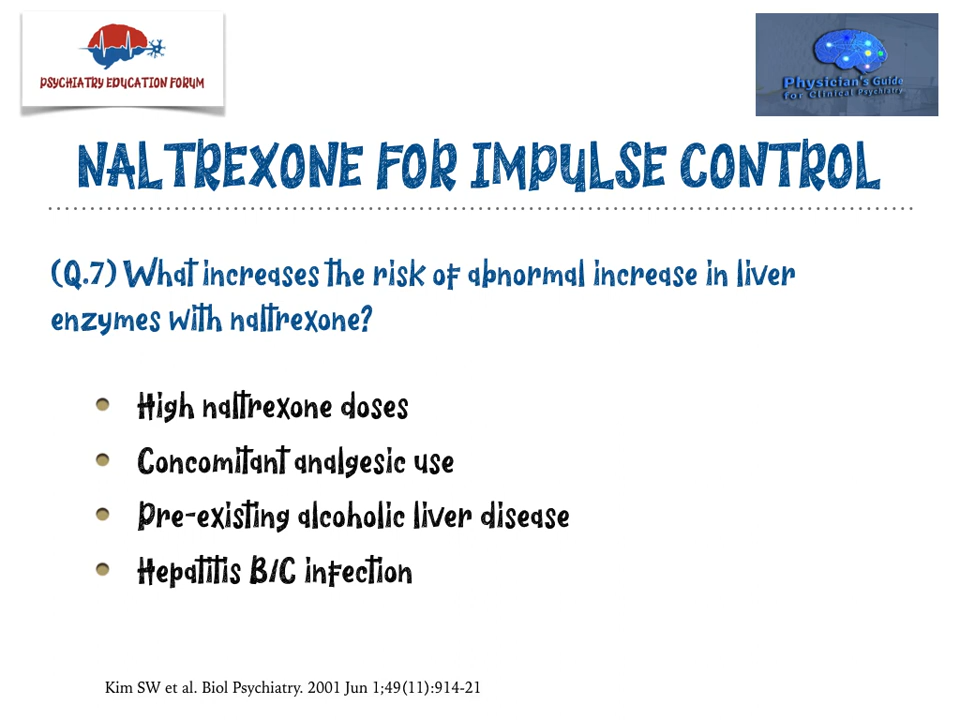 PSYCHIATRY EDUCATION FORUM
Physician's Guide
for Clinical Psychiatry
NALTREXONE FOR IMPULSE CONTROL
(Q.7) What increases the risk of abnormal increase in liver
enzymes with naltrexone?
High naltrexone doses
Concomitant analgesic use
Pre-existing alcoholic liver disease
Hepatitis B/C infection
Kim SW et al. Biol Psychiatry. 2001 Jun 1;49(11):914-21